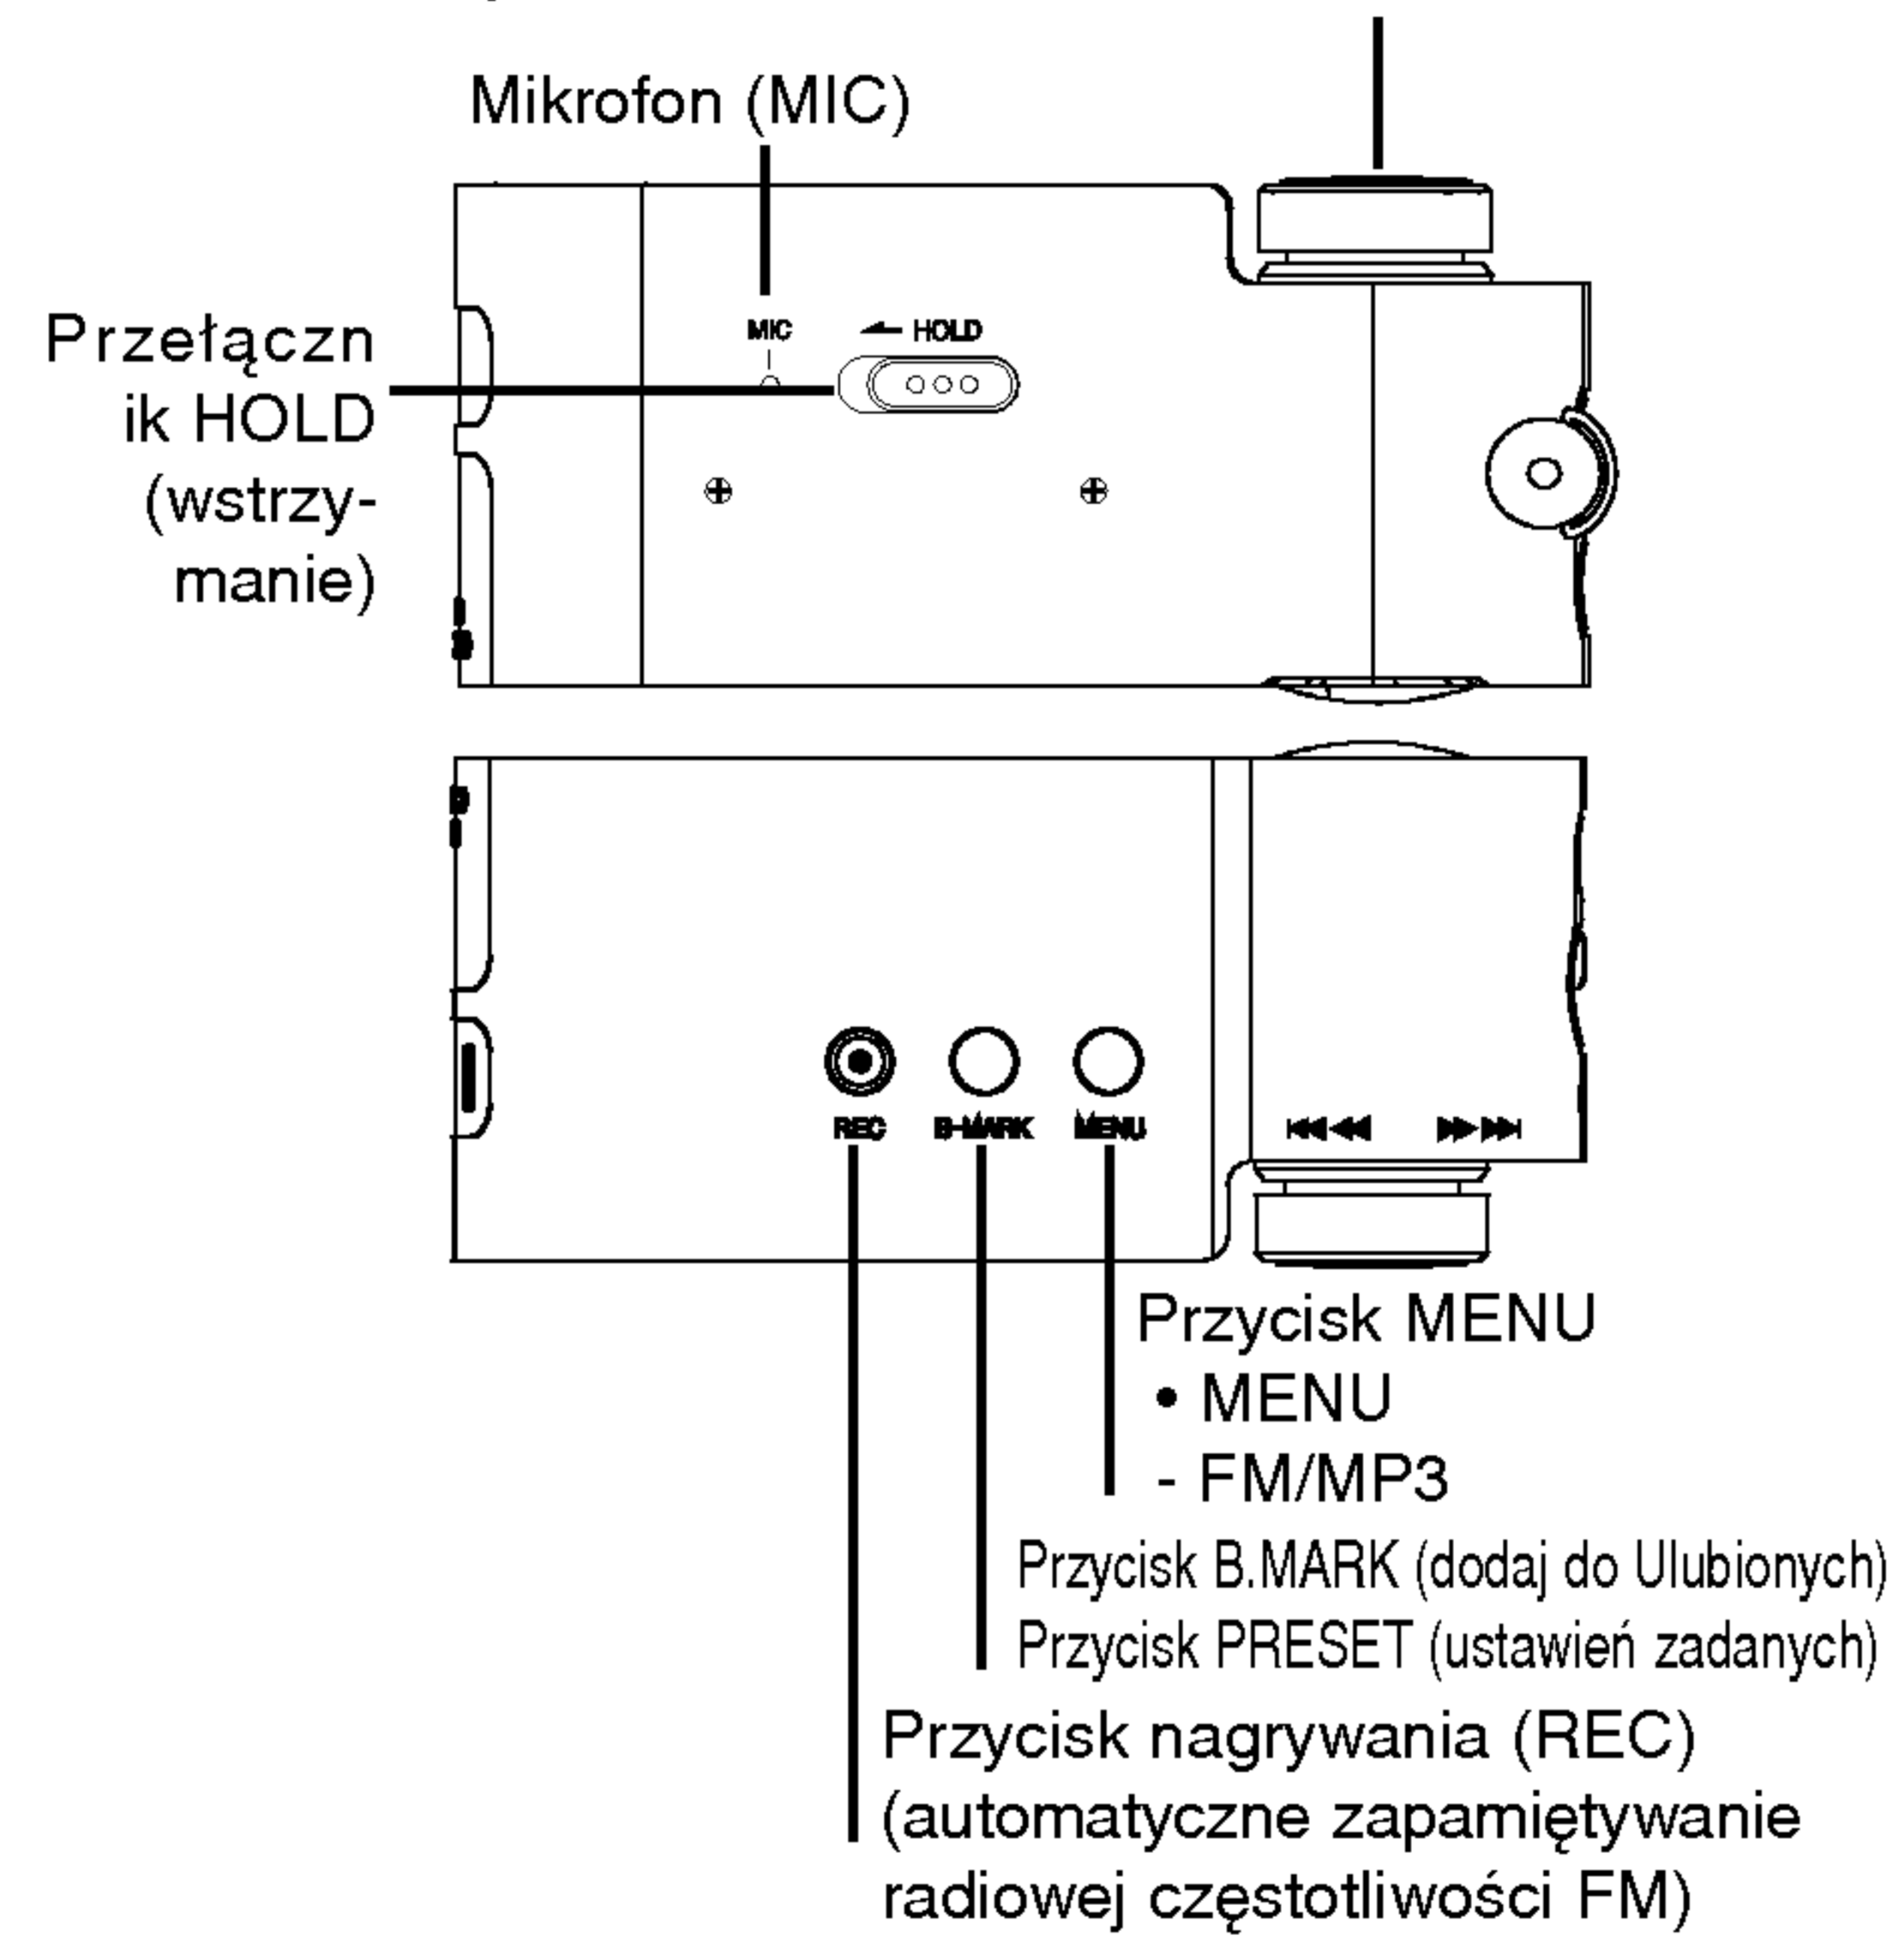 Mikrofon (MIC)
MIC
HOLD
Przełączn
ik HOLD
(wstrzy-
manie)
REC
B-MARK
MENU
Przycisk MENU
• MENU
- FM/MP3
Przycisk B.MARK (dodaj do Ulubionych)
Przycisk PRESET (ustawień zadanych)
Przycisk nagrywania (REC)
(automatyczne zapamiętywanie
radiowej częstotliwości FM)